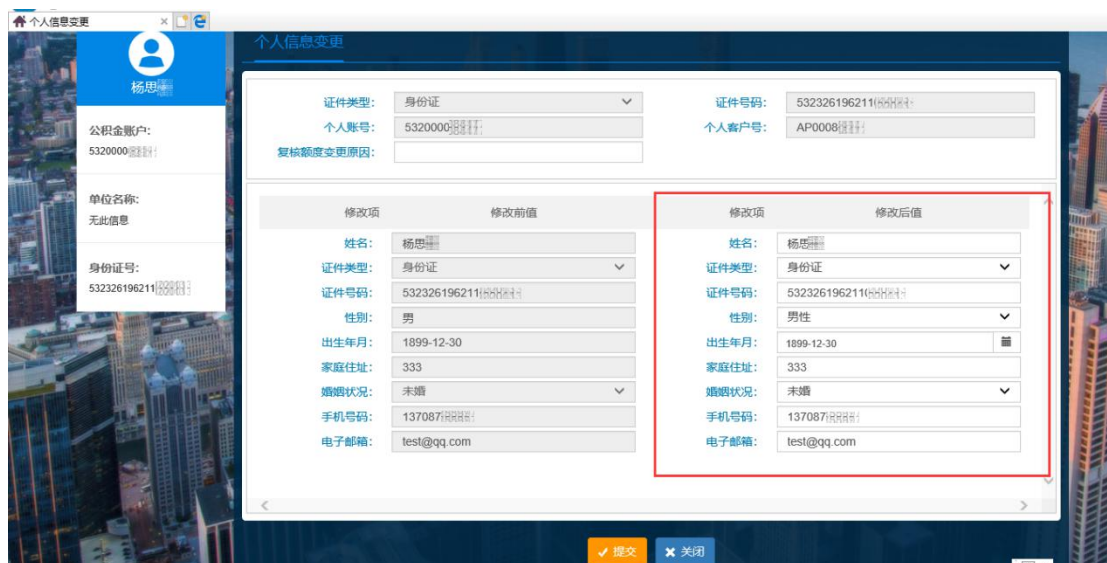 个人信息变更
个人信息变更
杨思
公积金账户:
5320000
单位名称:
无此信息
身份证号:
532326196211
证件类型: 身份证 证件号码: 532326196211
个人账号: 5320000 个人客户号: AP0008
复核额度变更原因:
修改项 修改前值 修改项 修改后值
姓名: 杨思 姓名: 杨思
证件类型: 身份证 证件类型: 身份证
证件号码: 532326196211 证件号码: 532326196211
性别: 男 性别: 男性
出生年月: 1899-12-30 出生年月: 1899-12-30
家庭住址: 333 家庭住址: 333
婚姻状况: 未婚 婚姻状况: 未婚
手机号码: 137087 手机号码: 137087
电子邮箱: test@qq.com 电子邮箱: test@qq.com
提交 关闭